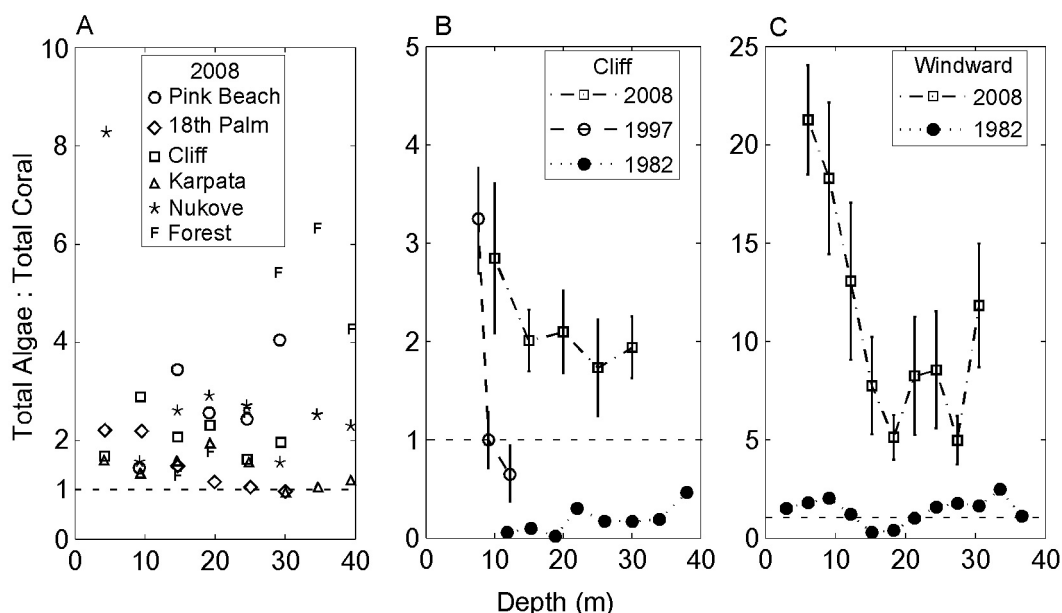 A
B
C
10
8
6
4
2
0
0
10
20
30
40
2008
Pink Beach
18th Palm
Cliff
Karpata
Nukove
F Forest
F
F
F
F
F
F
Total Algae : Total Coral
5
4
3
2
1
0
0
10
20
30
40
Cliff
2008
1997
1982
25
20
15
10
5
0
0
10
20
30
40
Windward
2008
1982
Depth (m)